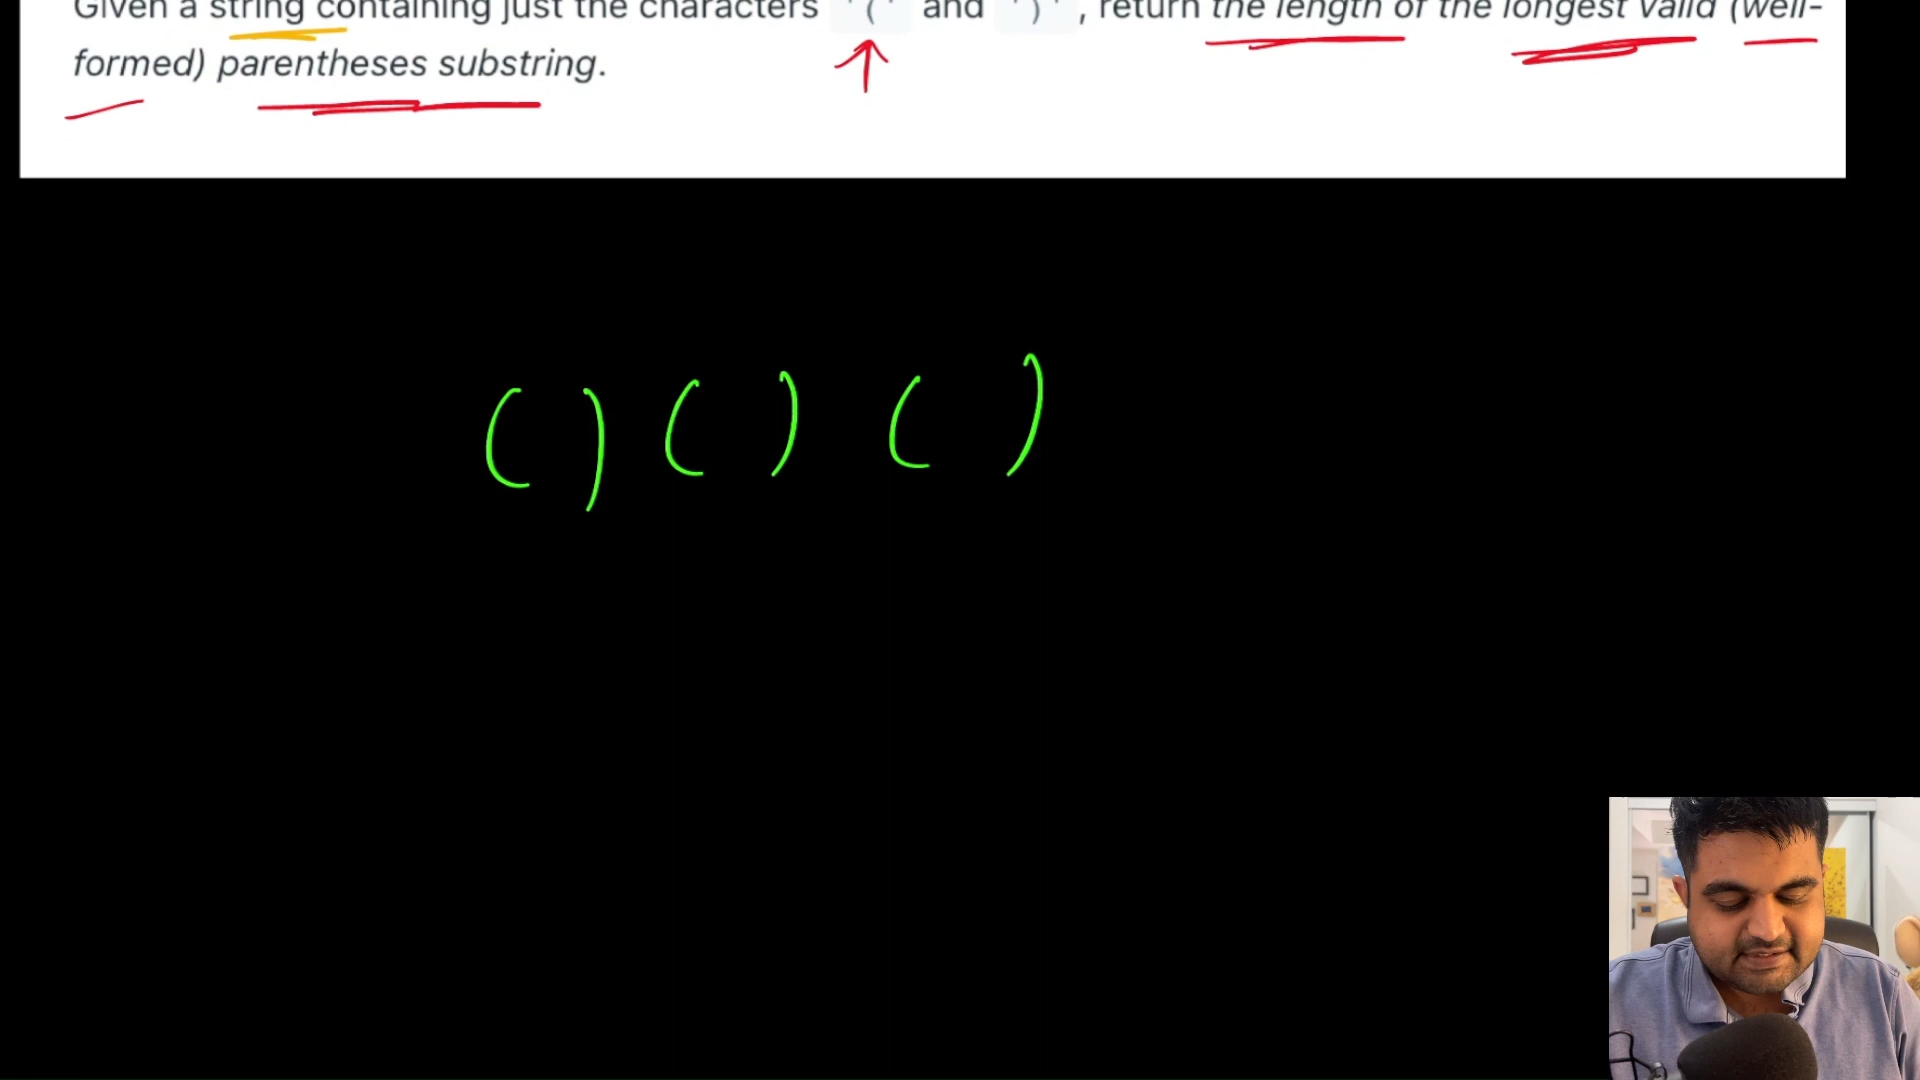 Given a string containing just the characters '(' and ')', return the length of the longest valid (well-
formed) parentheses substring.
( ) ( ) ( )